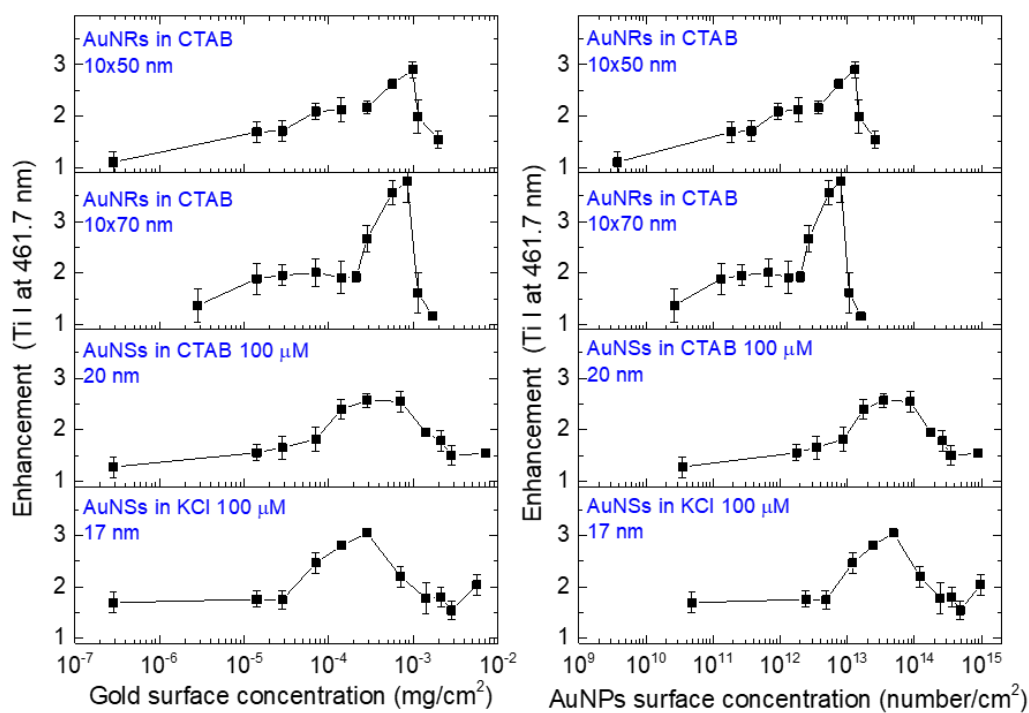 AuNRs in CTAB
10x50 nm
3
2
1
AuNRs in CTAB
10x70 nm
3
2
1
AuNSs in CTAB 100 μM
20 nm
3
2
1
AuNSs in KCl 100 μM
17 nm
3
2
1
10⁻⁷ 10⁻⁶ 10⁻⁵ 10⁻⁴ 10⁻³ 10⁻²
Gold surface concentration (mg/cm²)
Enhancement (Ti I at 461.7 nm)
AuNRs in CTAB
10x50 nm
3
2
1
AuNRs in CTAB
10x70 nm
3
2
1
AuNSs in CTAB 100 μM
20 nm
3
2
1
AuNSs in KCl 100 μM
17 nm
3
2
1
10⁹ 10¹⁰ 10¹¹ 10¹² 10¹³ 10¹⁴ 10¹⁵
AuNPs surface concentration (number/cm²)
Enhancement (Ti I at 461.7 nm)